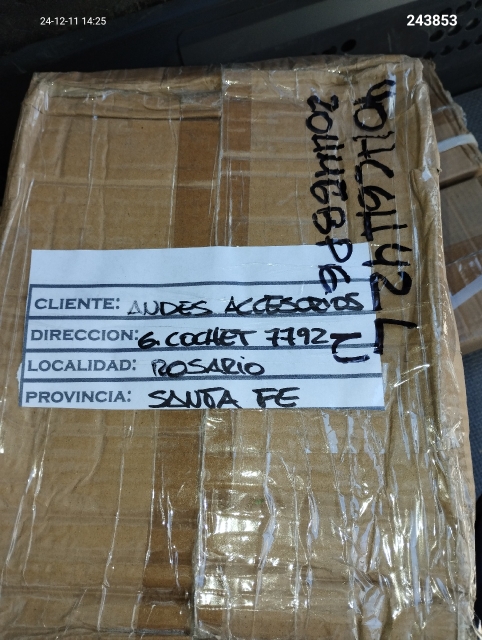 24-12-11 14:25
243853
CLIENTE: ANDES ACCESORIOS
DIRECCION: G. COCHET 7792
LOCALIDAD: ROSARIO
PROVINCIA: SANTA FE